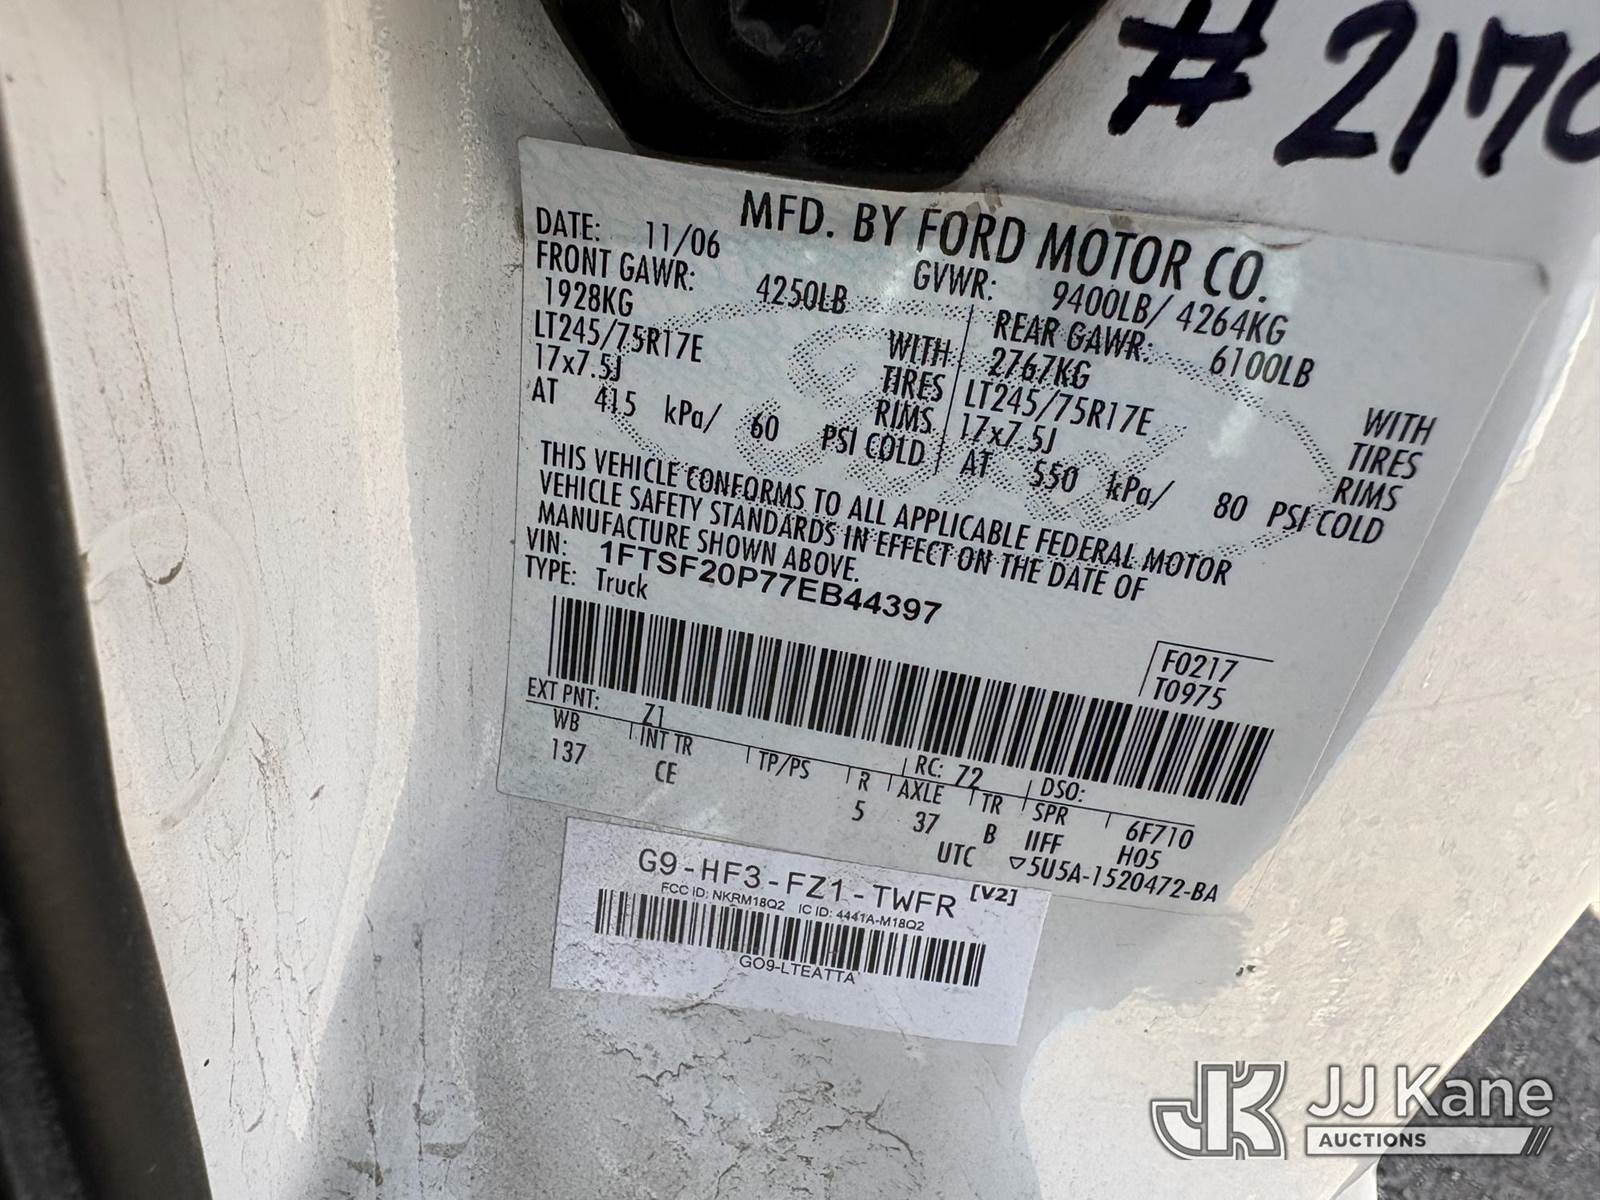 #2170
MFD. BY FORD MOTOR CO.
DATE: 11/06 GVWR: 9400LB/ 4264KG
FRONT GAWR: 4250LB REAR GAWR: 6100LB
1928KG WITH 2767KG WITH
LT245/75R17E TIRES LT245/75R17E TIRES
17x7.5J RIMS 17x7.5J RIMS
AT 415 kPa/ 60 PSI COLD AT 550 kPa/ 80 PSI COLD
THIS VEHICLE CONFORMS TO ALL APPLICABLE FEDERAL MOTOR
VEHICLE SAFETY STANDARDS IN EFFECT ON THE DATE OF
MANUFACTURE SHOWN ABOVE.
VIN: 1FTSF20P77EB44397
TYPE: Truck
F0217
T0975
EXT PNT: Z1 RC: 72 DSO:
WB INT TR TP/PS R AXLE TR SPR 6F710
137 CE 5 37 B IIFF H05
UTC ▽5U5A-1520472-BA
G9-HF3-FZ1-TWFR [V2]
FCC ID: NKRM18Q2 IC ID: 4441A-M18Q2
GO9-LTEATTA
JK JJ Kane
AUCTIONS